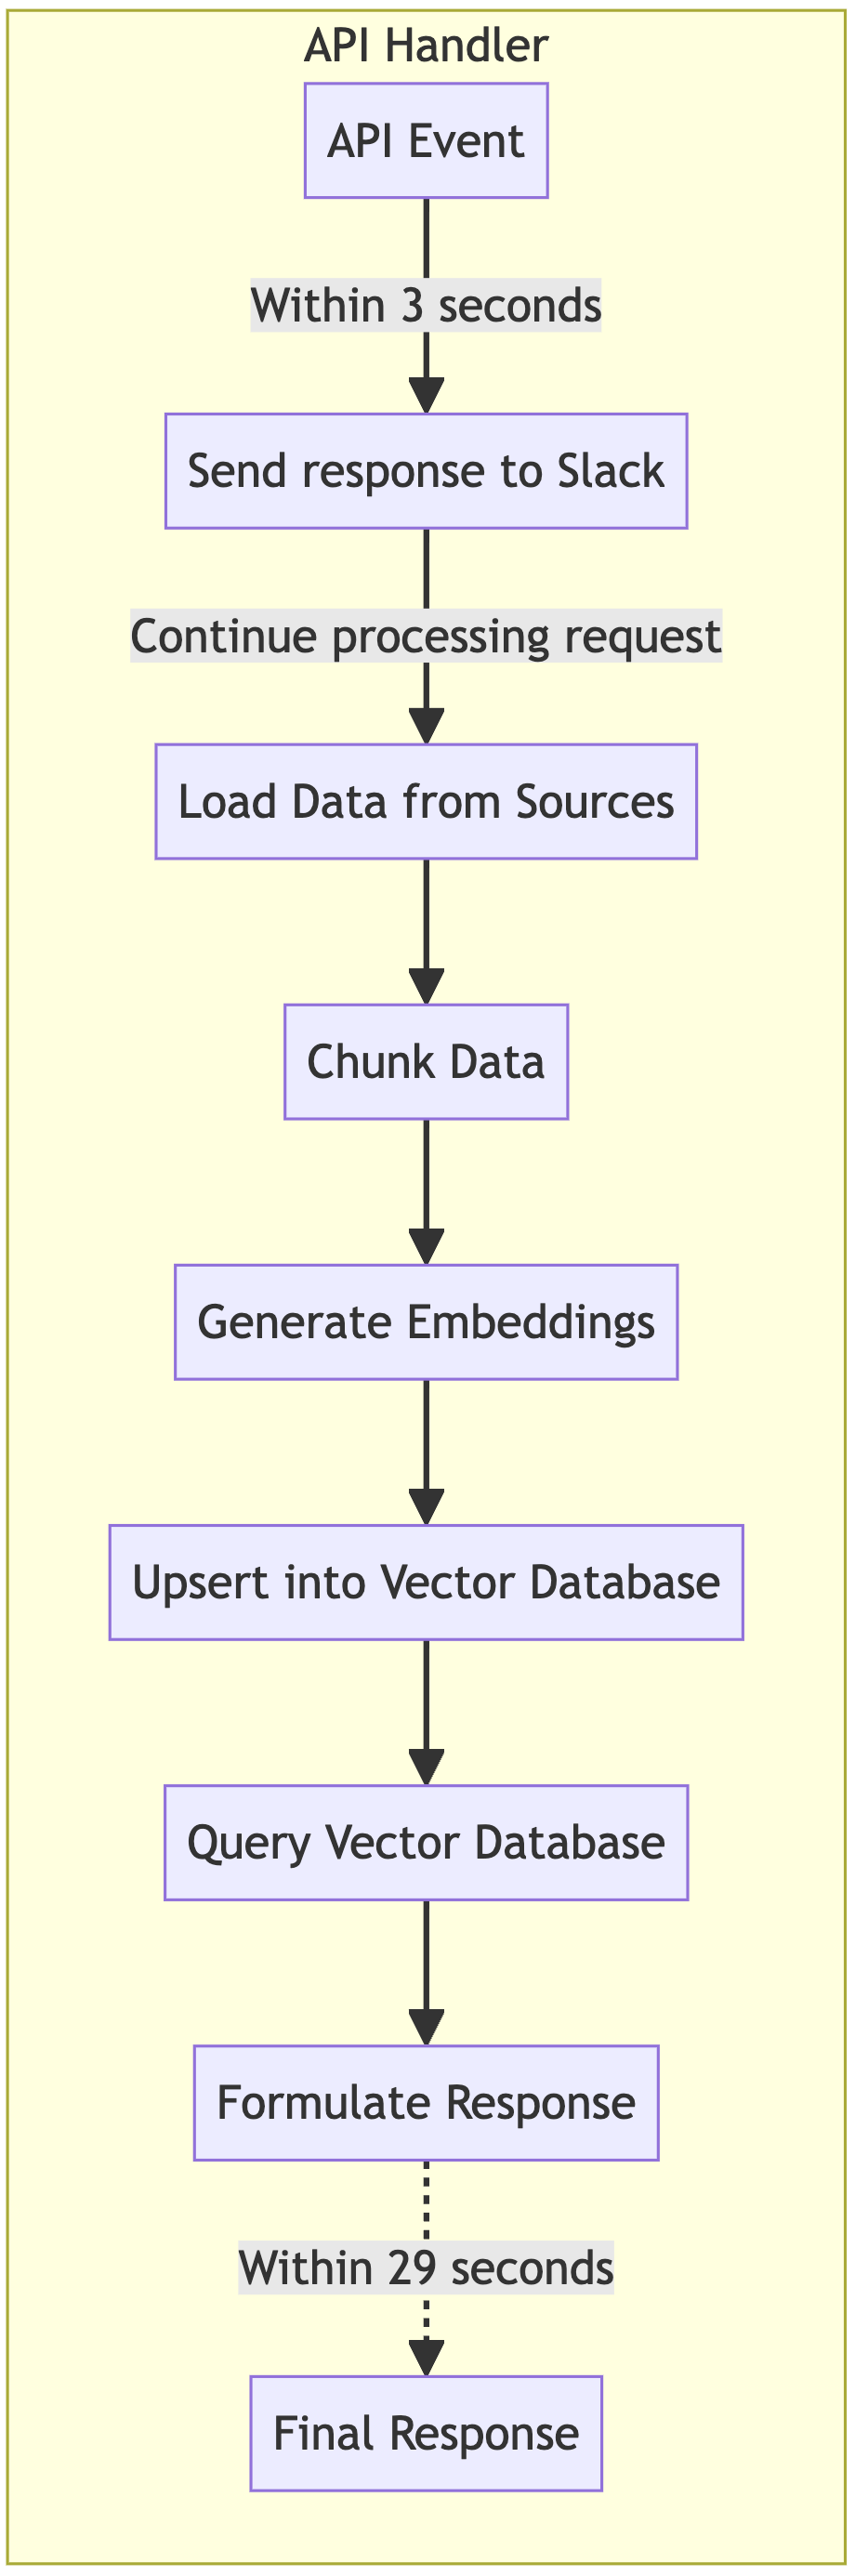 API Handler
API Event
Within 3 seconds
Send response to Slack
Continue processing request
Load Data from Sources
Chunk Data
Generate Embeddings
Upsert into Vector Database
Query Vector Database
Formulate Response
Within 29 seconds
Final Response